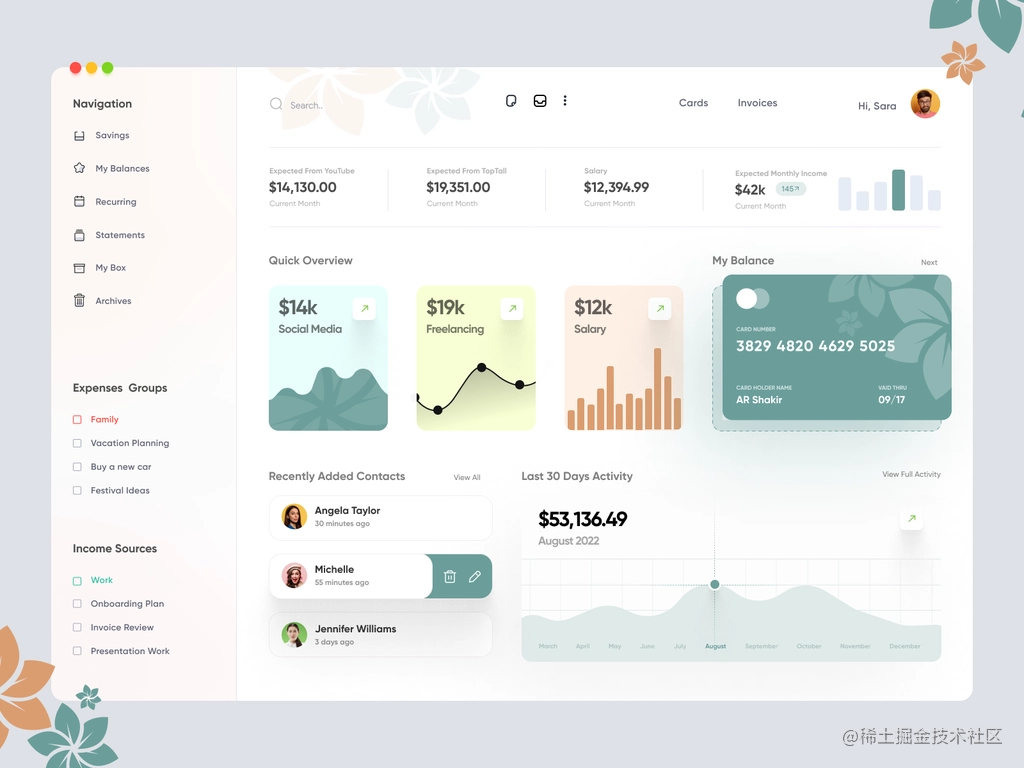 Navigation
Savings
My Balances
Recurring
Statements
My Box
Archives
Expenses Groups
Family
Vacation Planning
Buy a new car
Festival Ideas
Income Sources
Work
Onboarding Plan
Invoice Review
Presentation Work
Search..
Cards
Invoices
Hi, Sara
Expected From YouTube
$14,130.00
Current Month
Expected From TopTall
$19,351.00
Current Month
Salary
$12,394.99
Current Month
Expected Monthly Income
$42k
145
Current Month
Quick Overview
$14k
Social Media
$19k
Freelancing
$12k
Salary
My Balance
Next
CARD NUMBER
3829 4820 4629 5025
CARD HOLDER NAME
AR Shakir
VAID THRU
09/17
Recently Added Contacts
View All
Angela Taylor
30 minutes ago
Michelle
55 minutes ago
Jennifer Williams
3 days ago
Last 30 Days Activity
View Full Activity
$53,136.49
August 2022
March April May June July August September October November December
@稀土掘金技术社区